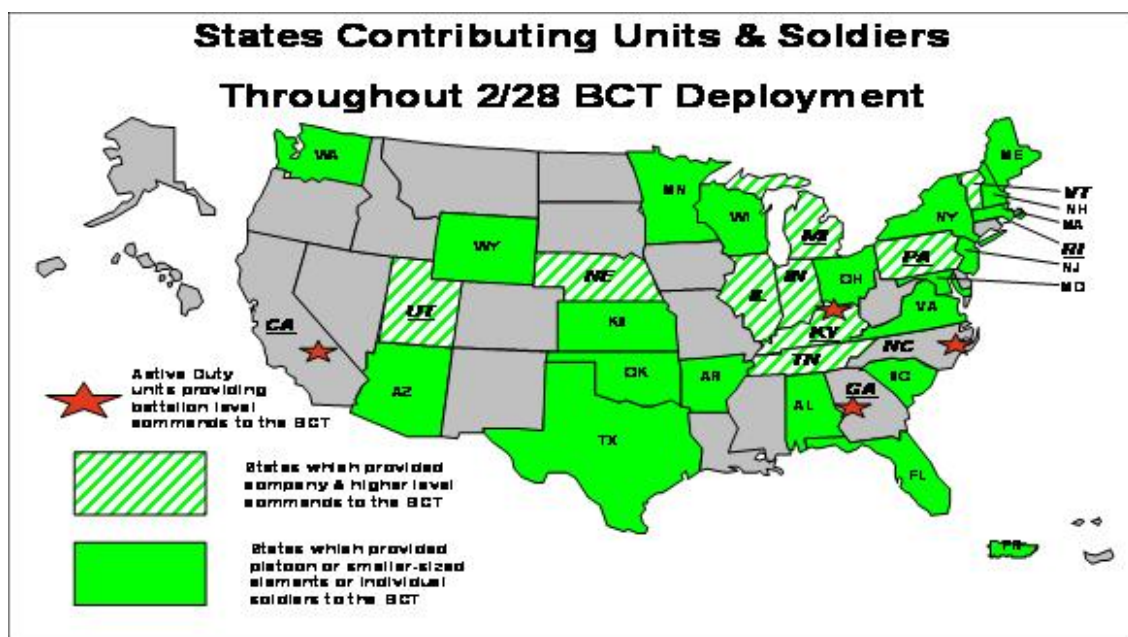 States Contributing Units & Soldiers
Throughout 2/28 BCT Deployment
WA
MN
ME
VT
NH
MA
RI
NJ
MD
NY
WI
MI
WY
PA
NE
IN
OH
IL
UT
VA
KS
KY
CA
NC
TN
OK
AR
SC
GA
AZ
AL
TX
FL
PR
Active Duty
units providing
battalion level
commands to the BCT
States which provided
company & higher level
commands to the BCT
States which provided
platoon or smaller-sized
elements or individual
soldiers to the BCT